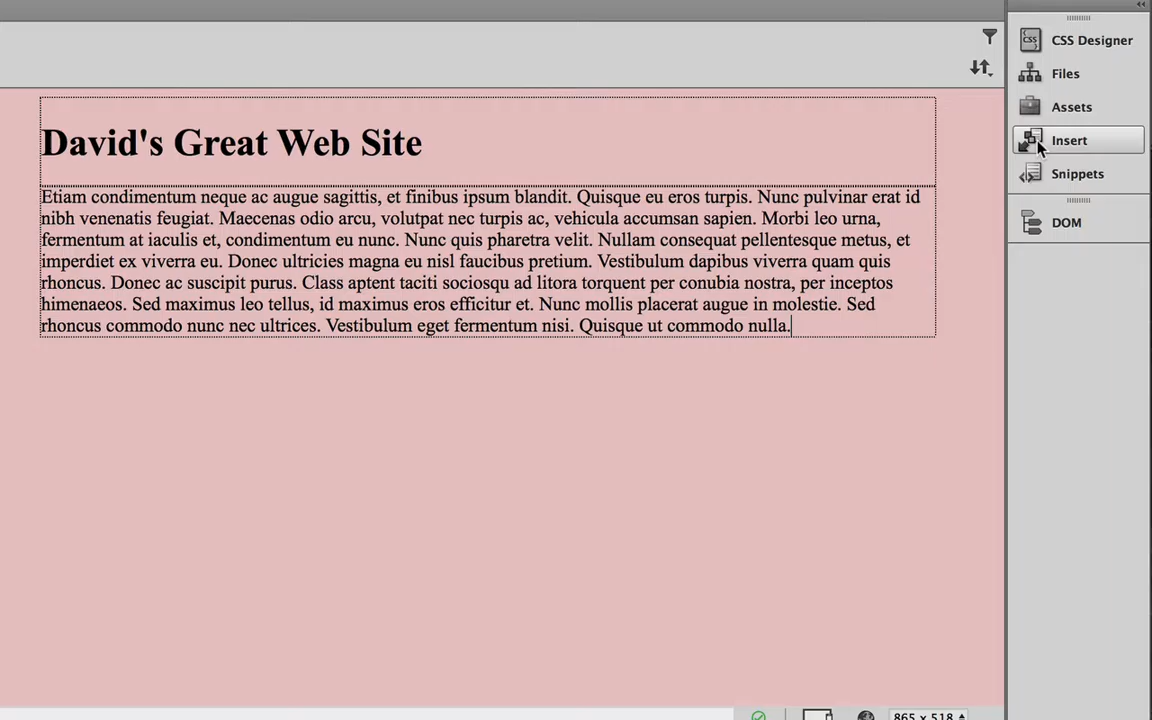 CSS Designer
Files
Assets
Insert
Snippets
DOM
David's Great Web Site
Etiam condimentum neque ac augue sagittis, et finibus ipsum blandit. Quisque eu eros turpis. Nunc pulvinar erat id
nibh venenatis feugiat. Maecenas odio arcu, volutpat nec turpis ac, vehicula accumsan sapien. Morbi leo urna,
fermentum at iaculis et, condimentum eu nunc. Nunc quis pharetra velit. Nullam consequat pellentesque metus, et
imperdiet ex viverra eu. Donec ultricies magna eu nisl faucibus pretium. Vestibulum dapibus viverra quam quis
rhoncus. Donec ac suscipit purus. Class aptent taciti sociosqu ad litora torquent per conubia nostra, per inceptos
himenaeos. Sed maximus leo tellus, id maximus eros efficitur et. Nunc mollis placerat augue in molestie. Sed
rhoncus commodo nunc nec ultrices. Vestibulum eget fermentum nisi. Quisque ut commodo nulla.
865 x 518